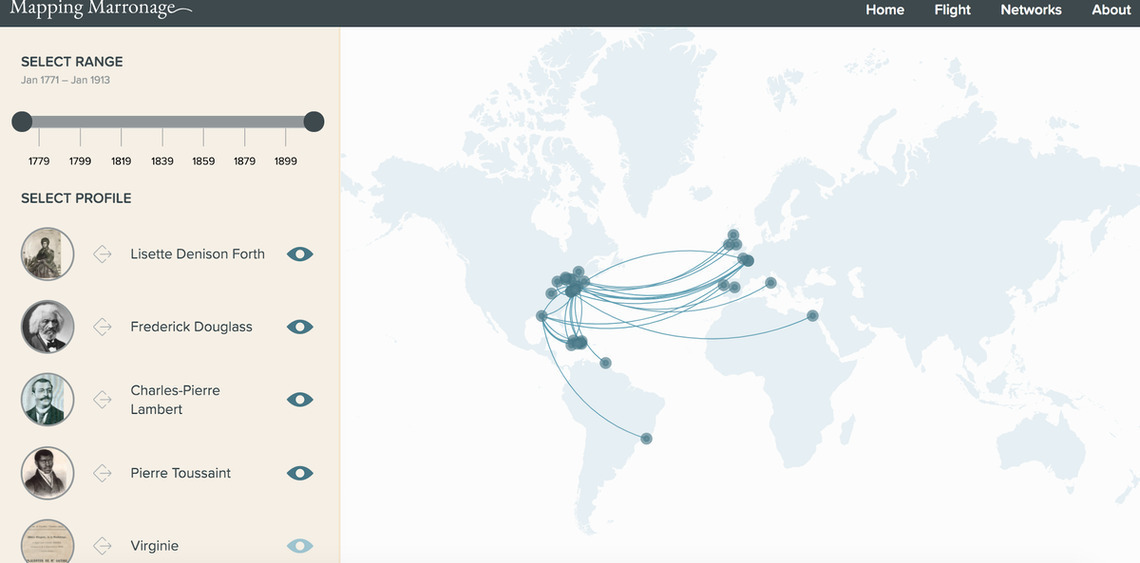 Mapping Marronage
Home Flight Networks About
SELECT RANGE
Jan 1771 – Jan 1913
1779 1799 1819 1839 1859 1879 1899
SELECT PROFILE
Lisette Denison Forth
Frederick Douglass
Charles-Pierre
Lambert
Pierre Toussaint
Virginie